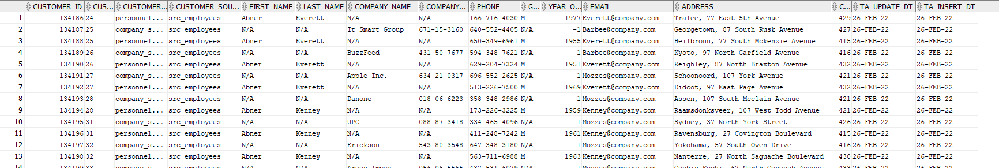 CUSTOMER_ID CUS... CUSTOMER... CUSTOMER_SOU... FIRST_NAME LAST_NAME COMPANY_NAME COMPANY... PHONE G... YEAR_O... EMAIL ADDRESS C... TA_UPDATE_DT TA_INSERT_DT
1 134186 24 personnel... src_employees Abner Everett N/A N/A 166-716-4030 M 1977 Everett@company.com Tralee, 77 East 5th Avenue 429 26-FEB-22 26-FEB-22
2 134187 25 company_s... src_employees N/A N/A It Smart Group 671-15-3160 640-552-4405 N/A -1 Barbee@company.com Georgetown, 87 South Rusk Avenue 427 26-FEB-22 26-FEB-22
3 134188 25 personnel... src_employees Abner Everett N/A N/A 650-349-6961 M 1955 Everett@company.com Heilbronn, 77 South Mckenzie Avenue 415 26-FEB-22 26-FEB-22
4 134189 26 company_s... src_employees N/A N/A BuzzFeed 431-50-7677 594-348-7621 N/A -1 Barbee@company.com Kyoto, 97 North Garfield Avenue 416 26-FEB-22 26-FEB-22
5 134190 26 personnel... src_employees Abner Everett N/A N/A 629-204-7324 M 1951 Everett@company.com Keighley, 87 North Braxton Avenue 432 26-FEB-22 26-FEB-22
6 134191 27 company_s... src_employees N/A N/A Apple Inc. 634-21-0317 696-552-2625 N/A -1 Mozzes@company.com Schoonoord, 107 York Avenue 421 26-FEB-22 26-FEB-22
7 134192 27 personnel... src_employees Abner Everett N/A N/A 513-226-7500 M 1969 Everett@company.com Didcot, 97 East Page Avenue 432 26-FEB-22 26-FEB-22
8 134193 28 company_s... src_employees N/A N/A Danone 018-06-6223 358-348-2986 N/A -1 Mozzes@company.com Assen, 107 South Mcclain Avenue 421 26-FEB-22 26-FEB-22
9 134194 28 personnel... src_employees Abner Kenney N/A N/A 173-226-3225 M 1959 Kenney@company.com Raamsdonksveer, 107 West Todd Avenue 421 26-FEB-22 26-FEB-22
10 134195 31 company_s... src_employees N/A N/A UPC 088-87-3418 334-465-4096 N/A -1 Mozzes@company.com Sydney, 37 North York Street 426 26-FEB-22 26-FEB-22
11 134196 31 personnel... src_employees Abner Kenney N/A N/A 411-248-7242 M 1961 Kenney@company.com Ravensburg, 27 Covington Boulevard 415 26-FEB-22 26-FEB-22
12 134197 32 company_s... src_employees N/A N/A Erickson 543-80-3548 647-348-3180 N/A -1 Mozzes@company.com Yokohama, 57 South Owen Drive 416 26-FEB-22 26-FEB-22
13 134198 32 personnel... src_employees Abner Kenney N/A N/A 563-711-6988 M 1963 Kenney@company.com Nanterre, 27 North Saguache Boulevard 430 26-FEB-22 26-FEB-22